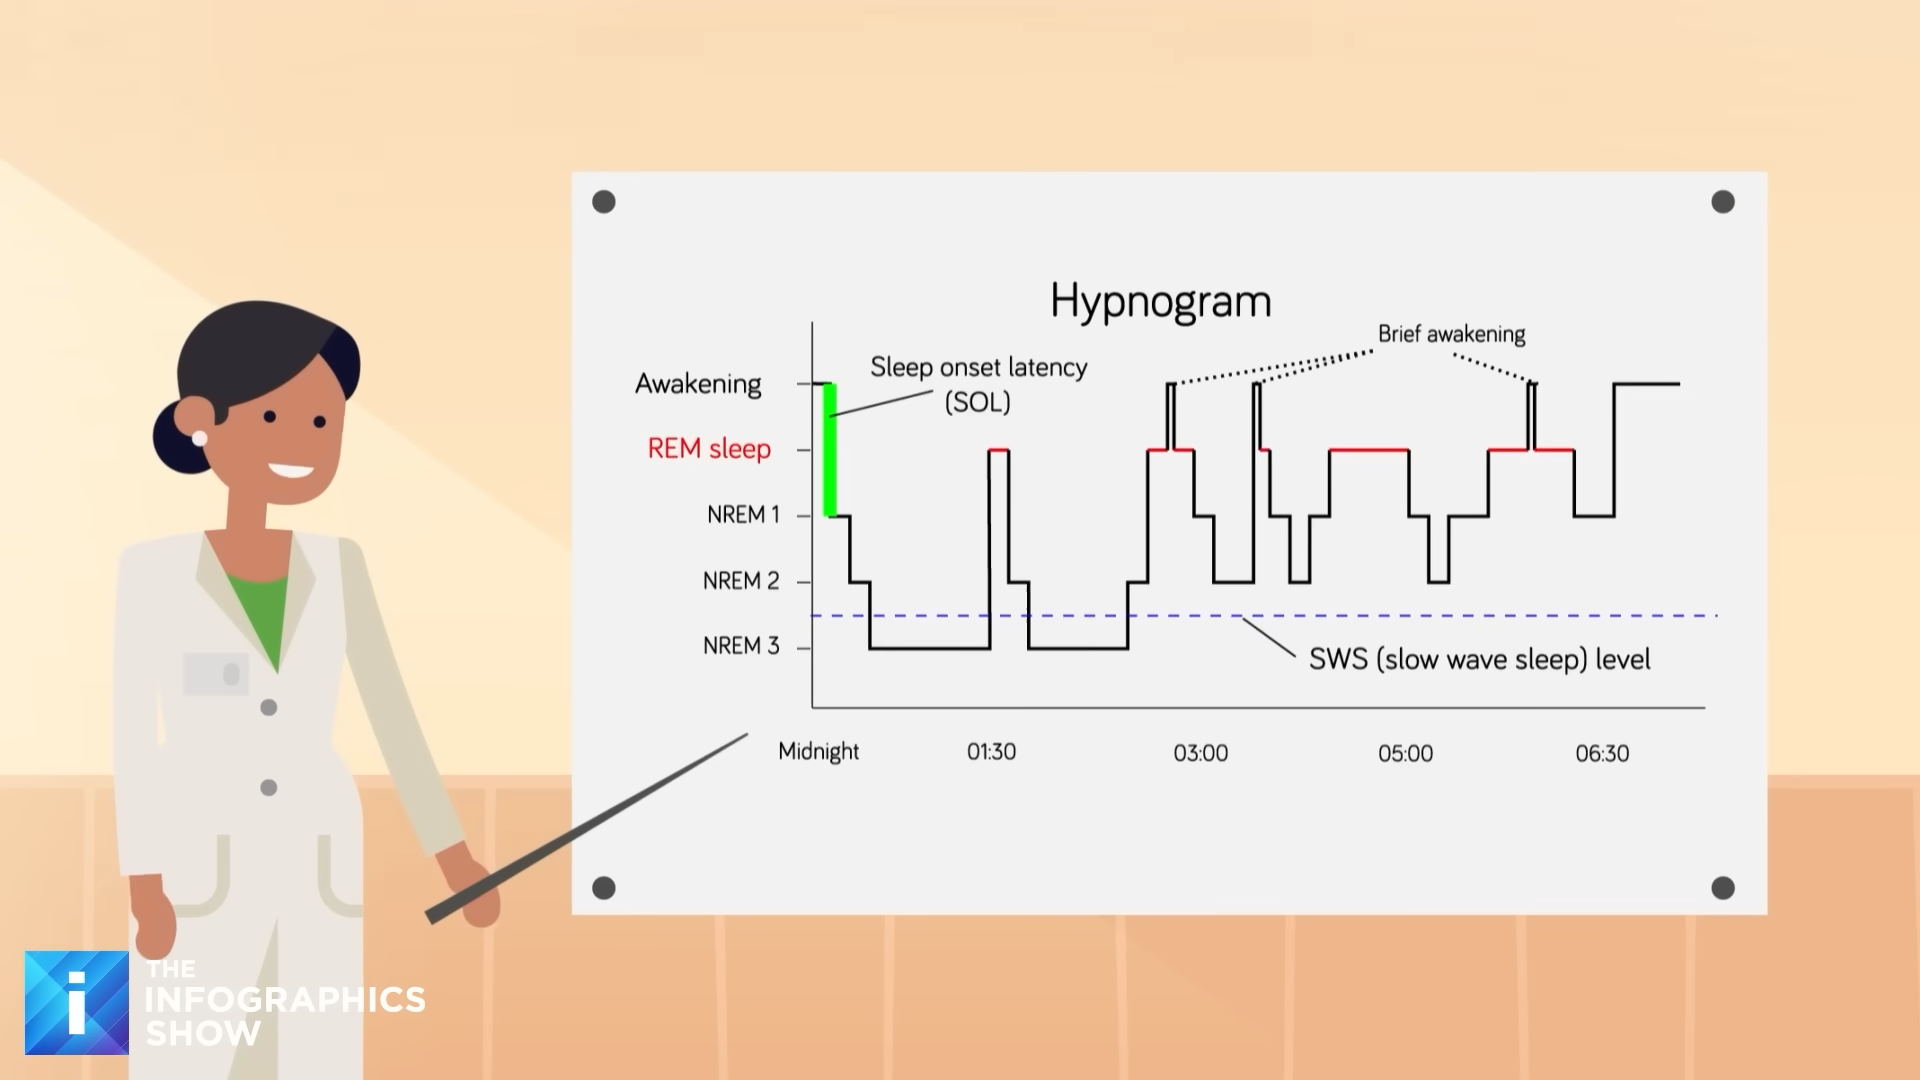 Hypnogram
Brief awakening
Sleep onset latency
(SOL)
Awakening
REM sleep
NREM 1
NREM 2
NREM 3
SWS (slow wave sleep) level
Midnight
01:30
03:00
05:00
06:30
i
THE
INFOGRAPHICS
SHOW